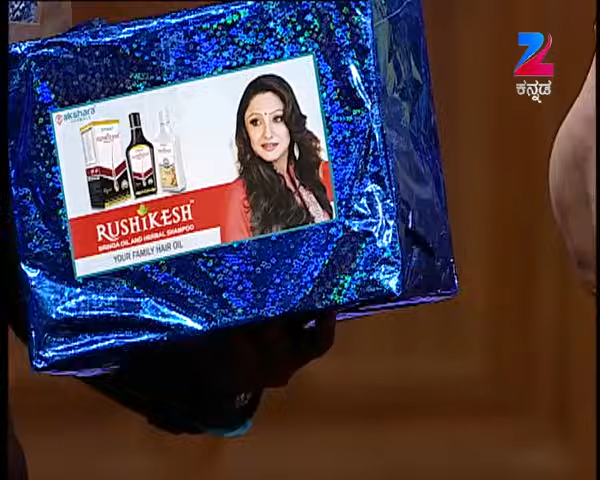 akshara
RUSHIKESH
BRINGA OIL AND HERBAL SHAMPOO
YOUR FAMILY HAIR OIL
ಕನ್ನಡ